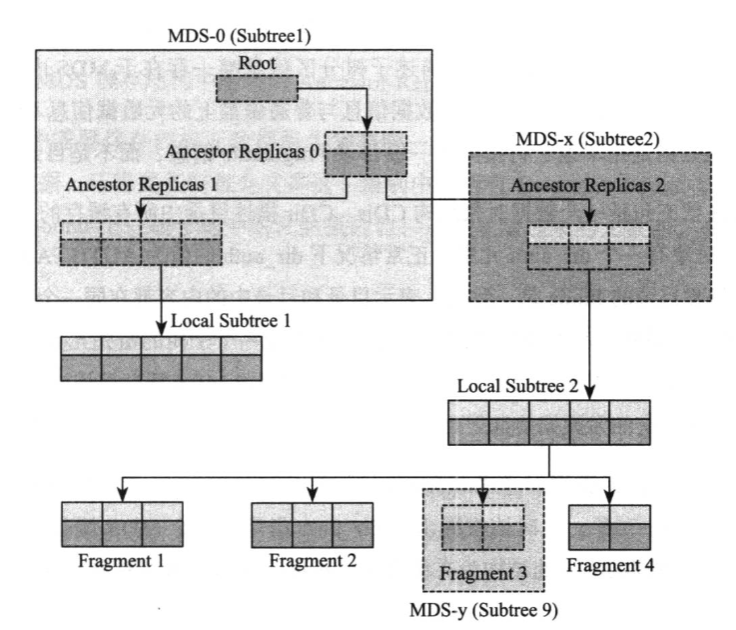 MDS-0 (Subtree1)
Root
Ancestor Replicas 0
MDS-x (Subtree2)
Ancestor Replicas 1
Ancestor Replicas 2
Local Subtree 1
Local Subtree 2
Fragment 1
Fragment 2
Fragment 3
Fragment 4
MDS-y (Subtree 9)